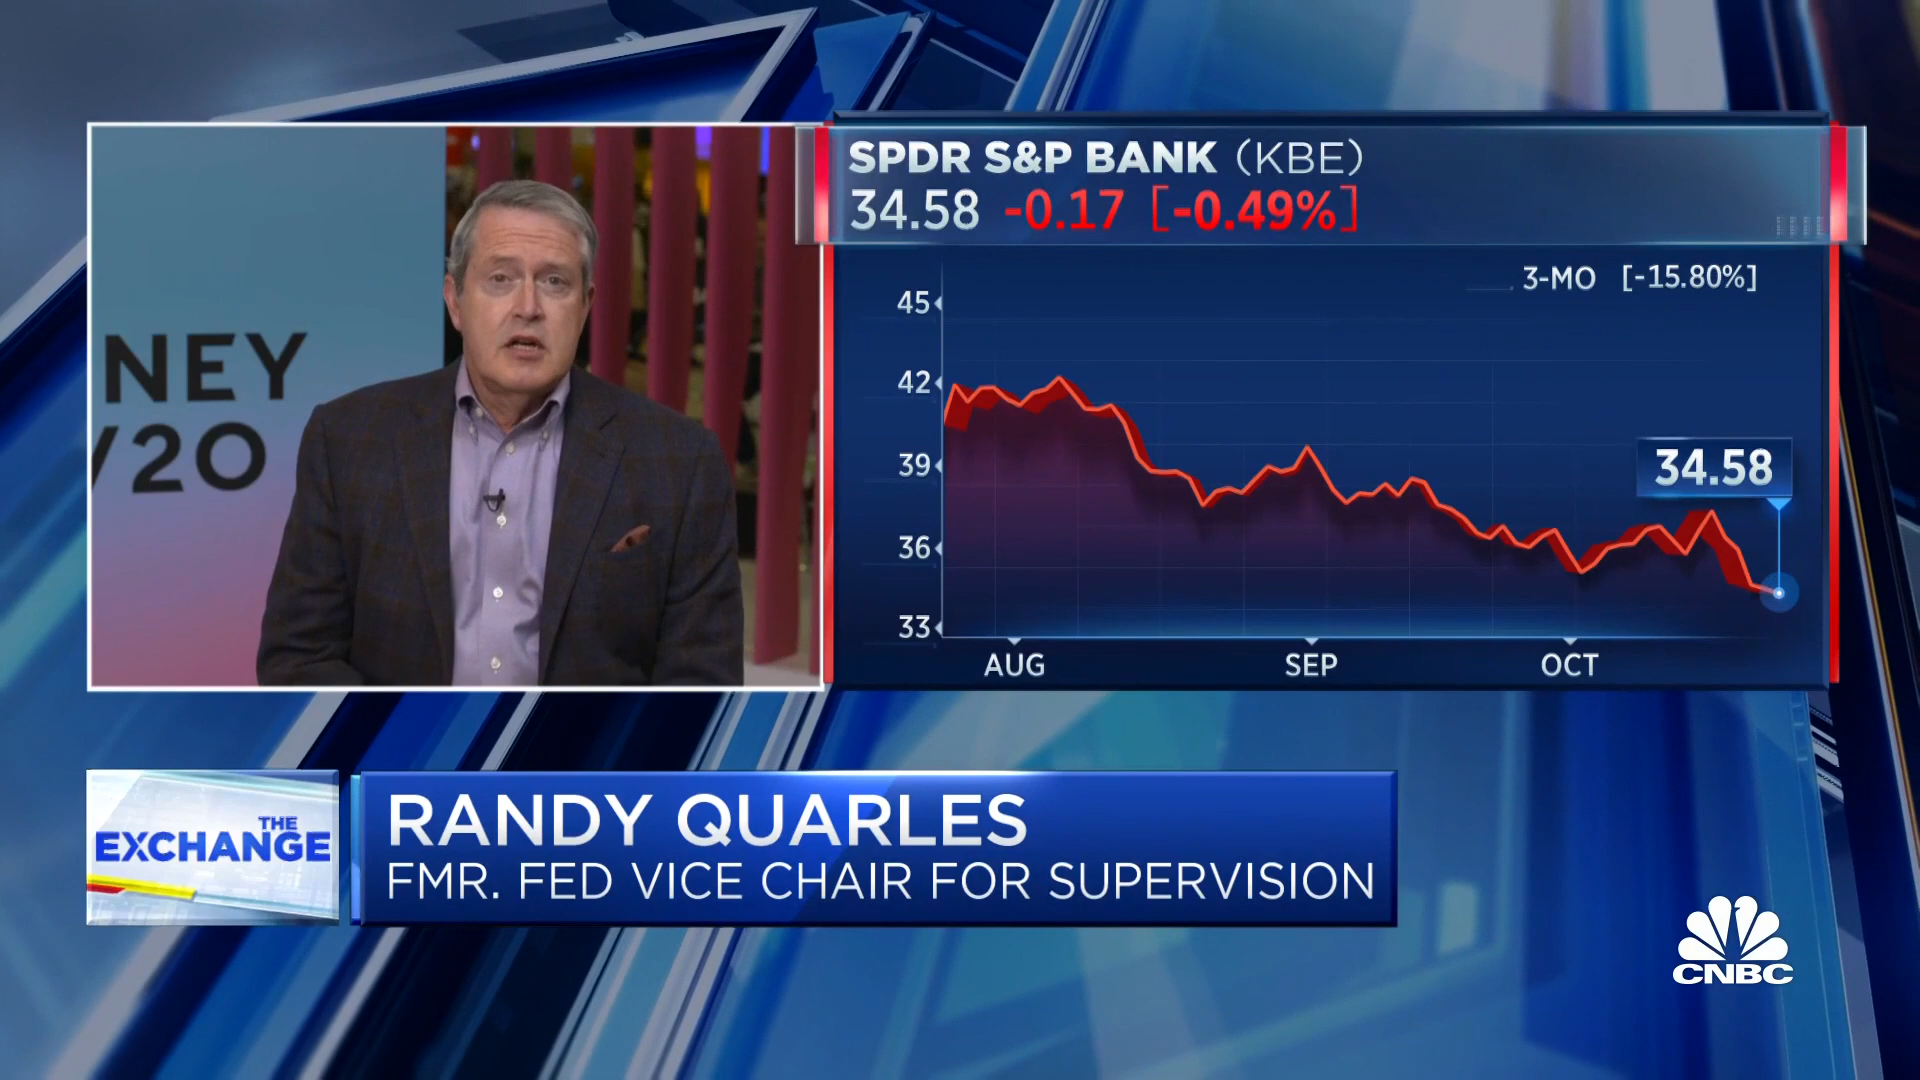 NEY
/20
SPDR S&P BANK (KBE)
34.58 -0.17 [-0.49%]
3-MO [-15.80%]
45
42
39
36
33
34.58
AUG SEP OCT
THE
EXCHANGE
RANDY QUARLES
FMR. FED VICE CHAIR FOR SUPERVISION
CNBC